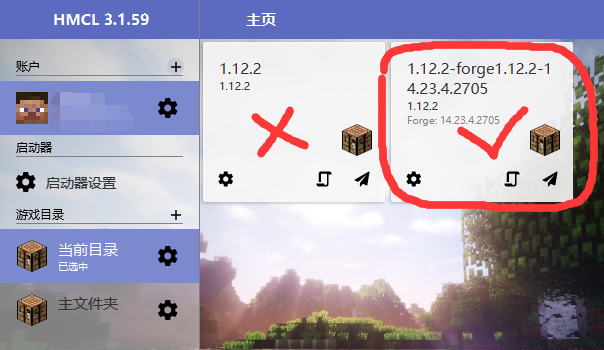 HMCL 3.1.59
主页
账户
启动器
启动器设置
游戏目录
当前目录
已选中
主文件夹
1.12.2
1.12.2
1.12.2-forge1.12.2-1
4.23.4.2705
1.12.2
Forge: 14.23.4.2705